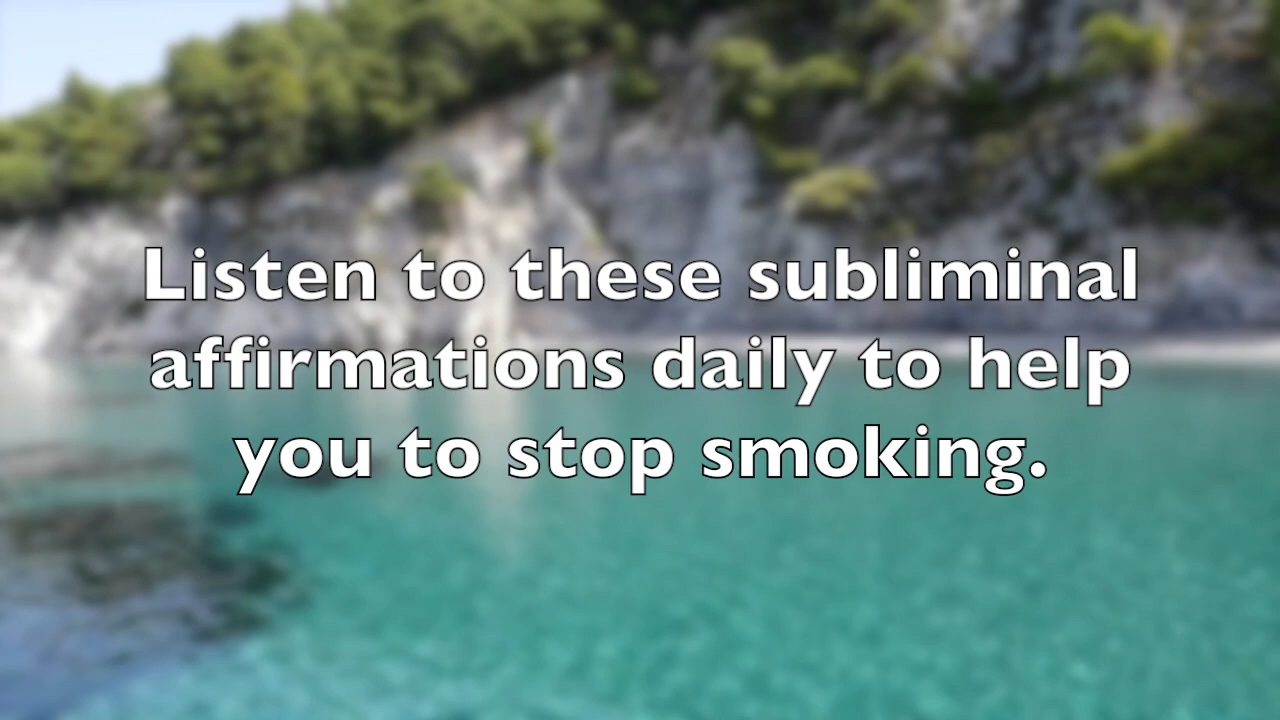 Listen to these subliminal
affirmations daily to help
you to stop smoking.